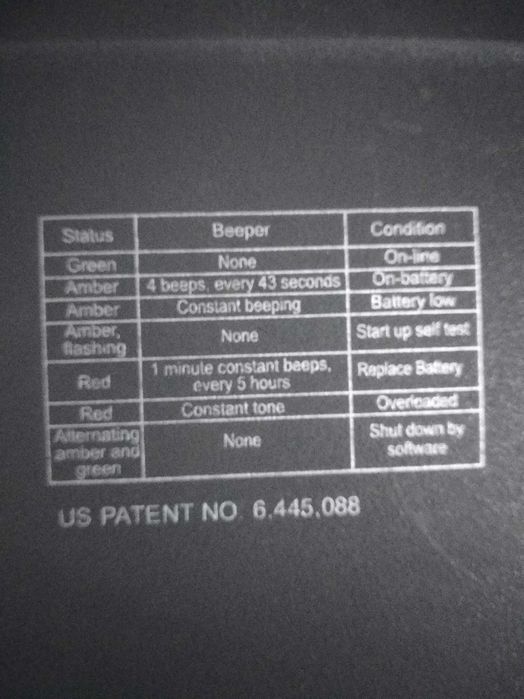 Status Beeper Condition
Green None On-line
Amber 4 beeps, every 43 seconds On-battery
Amber Constant beeping Battery low
Amber, flashing None Start up self test
Red 1 minute constant beeps, every 5 hours Replace Battery
Red Constant tone Overloaded
Alternating amber and green None Shut down by software
US PATENT NO 6,445,088